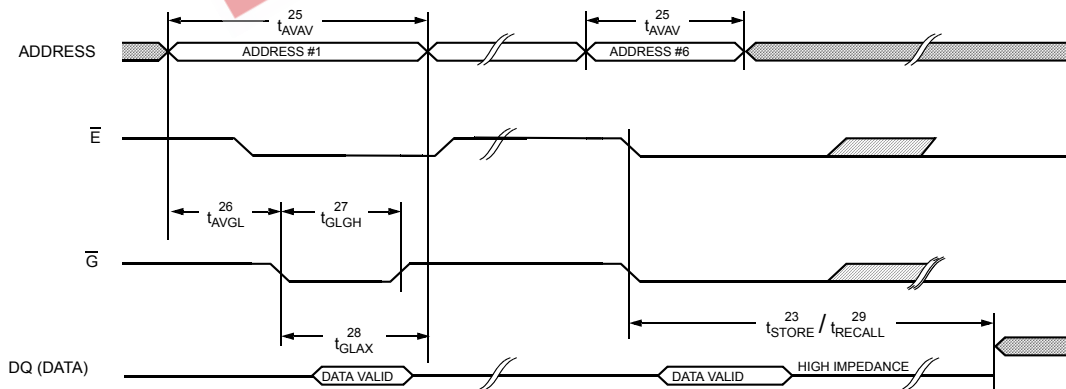 25
tAVAV
25
tAVAV
ADDRESS
ADDRESS #1
ADDRESS #6
E
26
tAVGL
27
tGLGH
G
28
tGLAX
23
tSTORE / 29
tRECALL
DQ (DATA)
DATA VALID
DATA VALID
HIGH IMPEDANCE